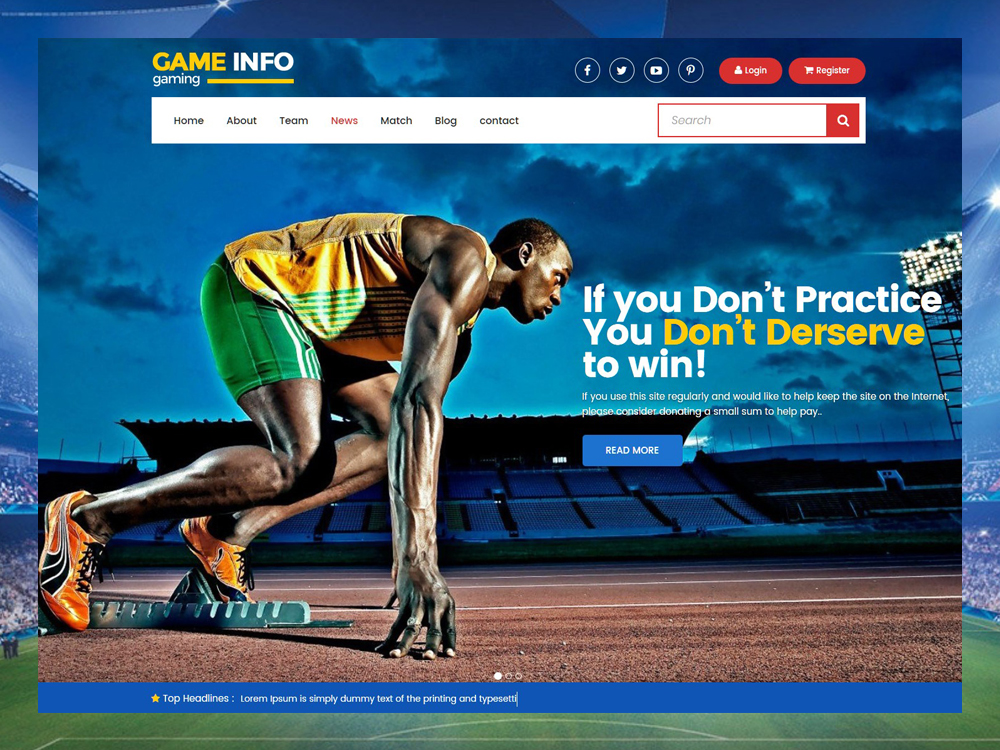 GAME INFO
gaming
Login
Register
Home About Team News Match Blog contact
Search
If you Don't Practice
You Don't Derserve
to win!
If you use this site regularly and would like to help keep the site on the Internet,
please consider donating a small sum to help pay..
READ MORE
Top Headlines : Lorem Ipsum is simply dummy text of the printing and typesetti